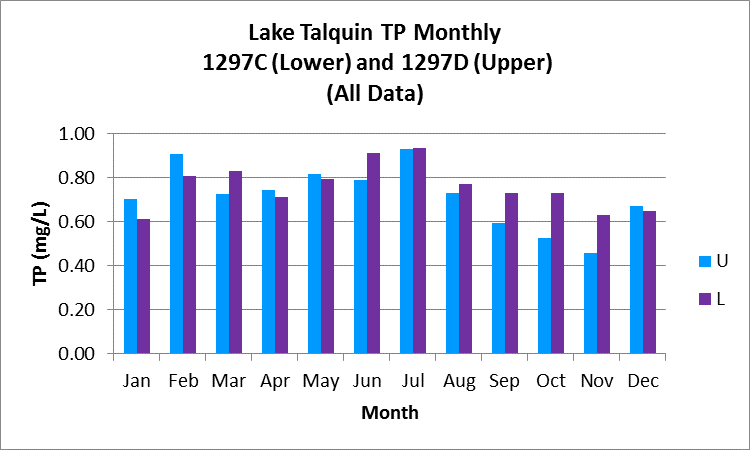 Lake Talquin TP Monthly
1297C (Lower) and 1297D (Upper)
(All Data)
TP (mg/L)
1.00
0.80
0.60
0.40
0.20
0.00
Jan Feb Mar Apr May Jun Jul Aug Sep Oct Nov Dec
Month
U
L